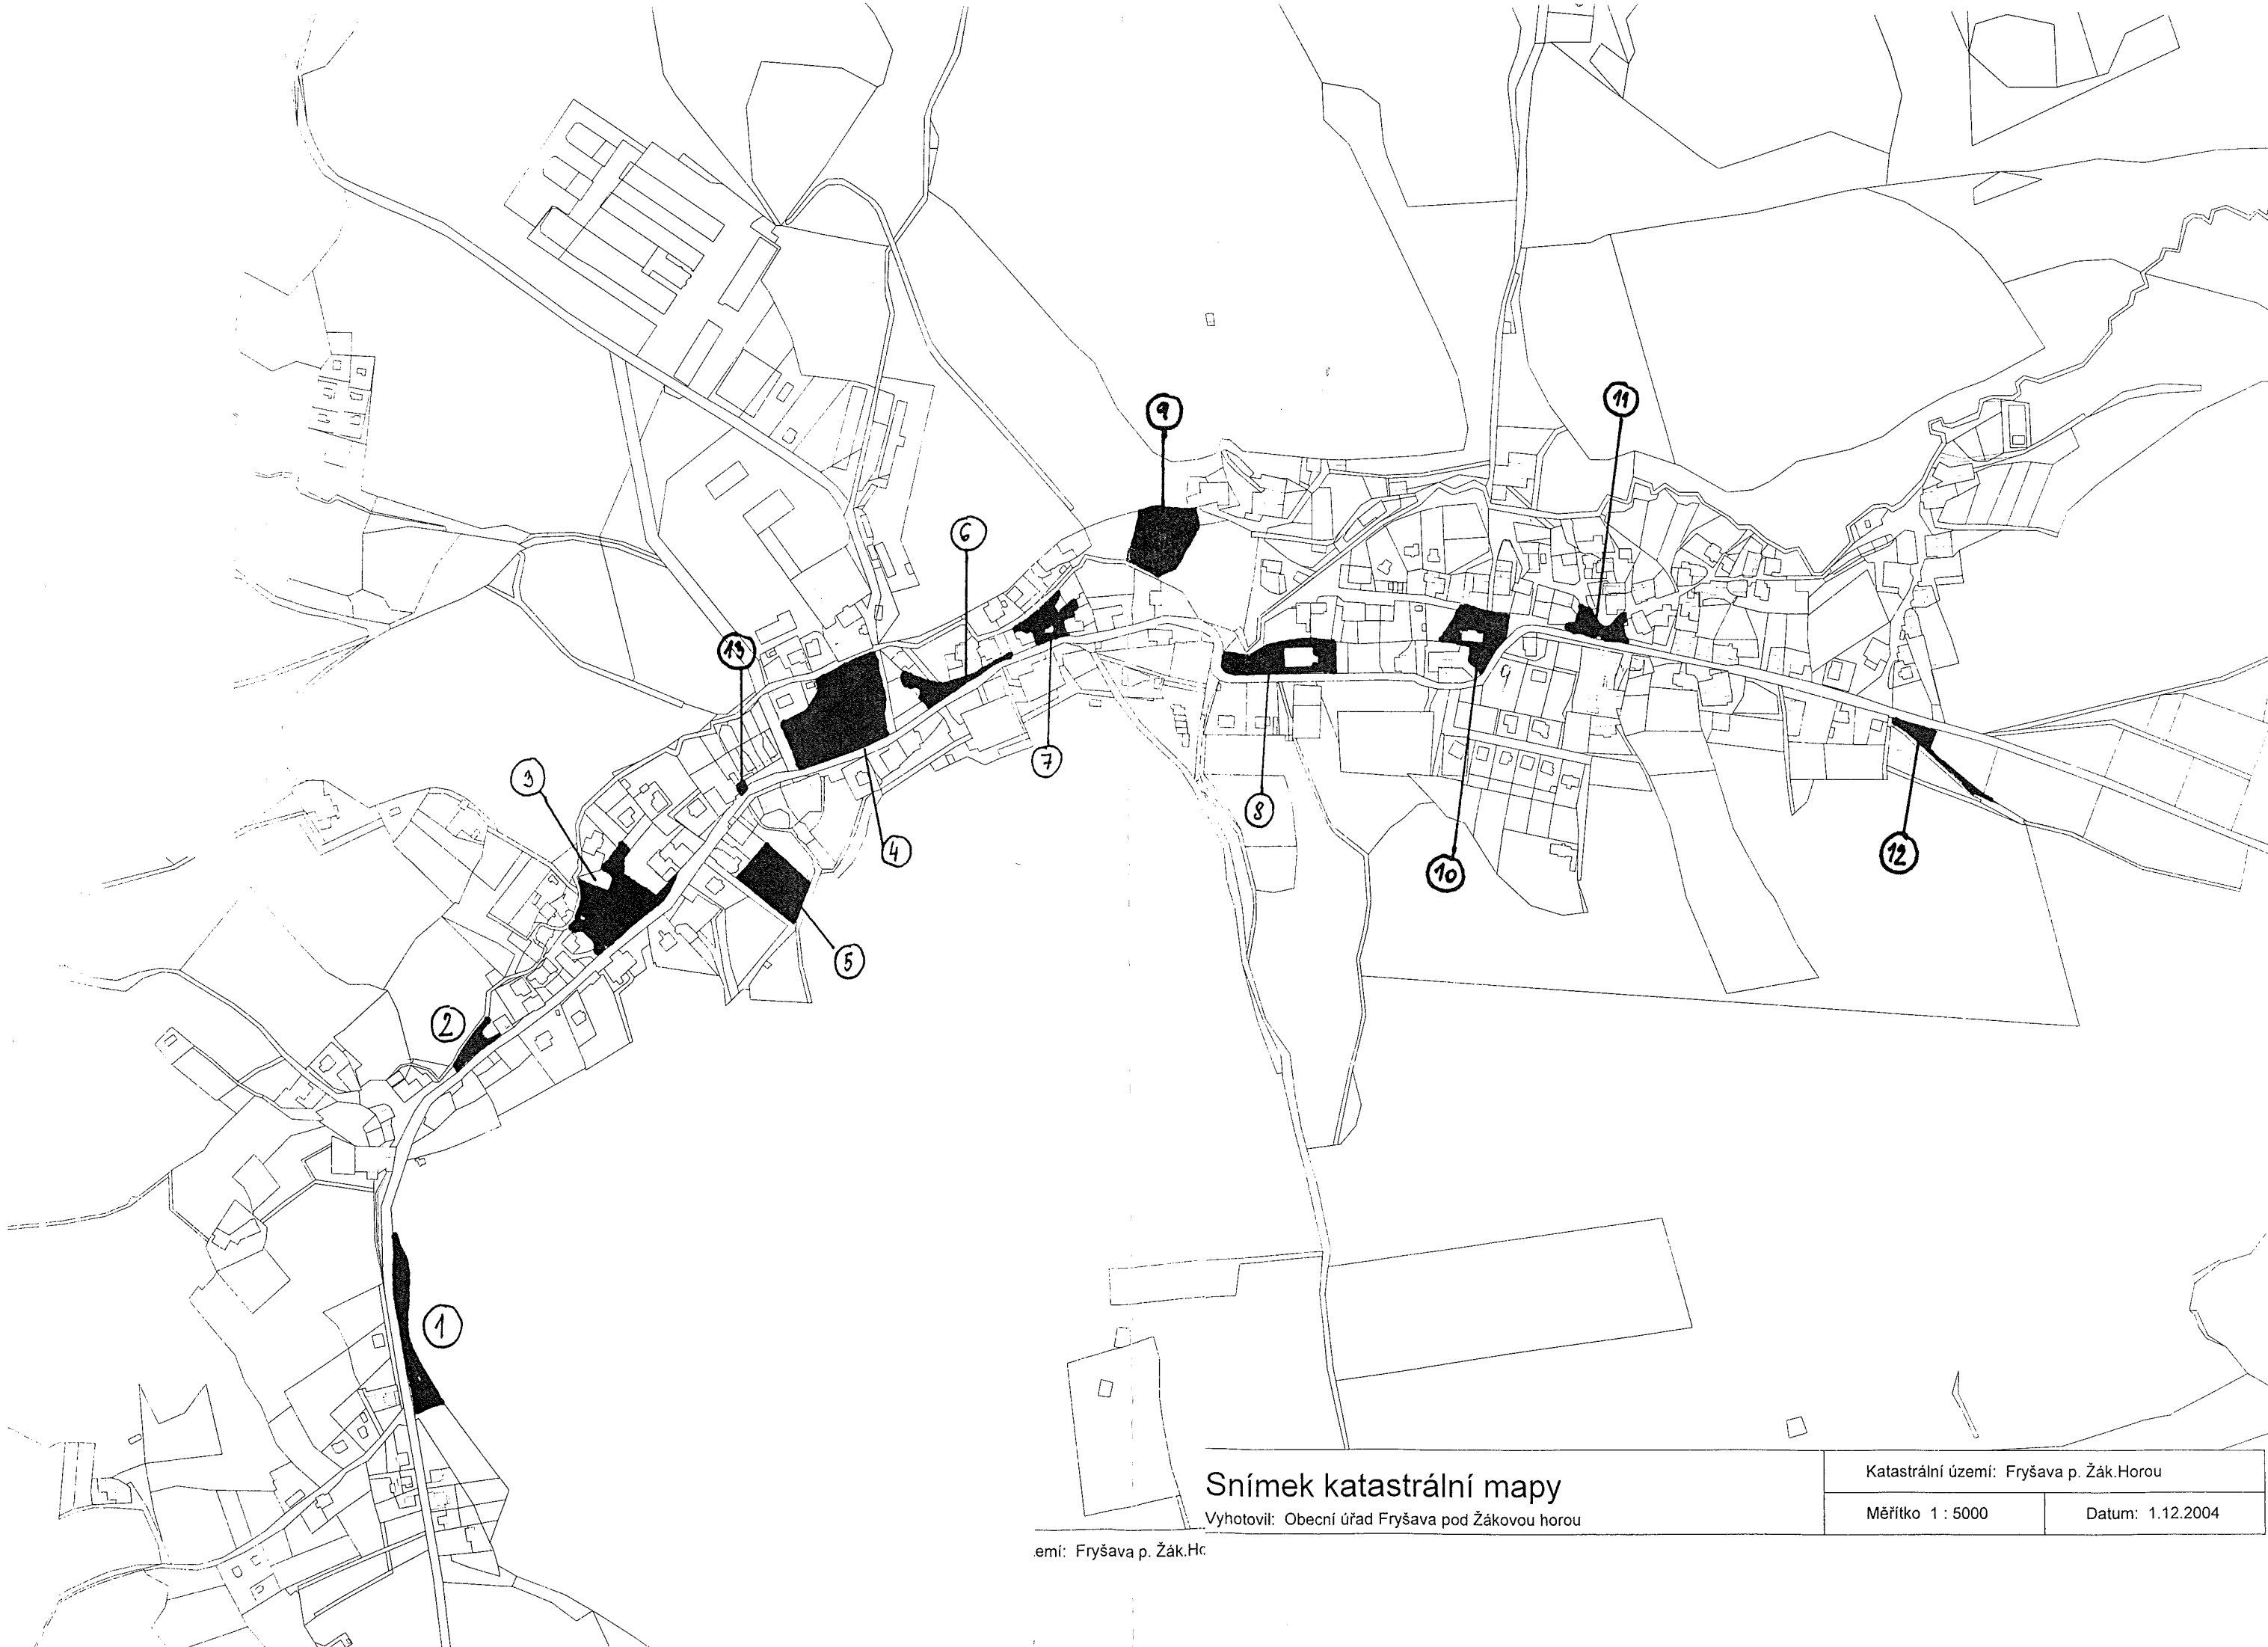 9
11
6
13
3
7
8
4
10
12
5
2
1
Snímek katastrální mapy
Vyhotovil: Obecní úřad Fryšava pod Žákovou horou
Katastrální území: Fryšava p. Žák.Horou
Měřítko 1 : 5000
Datum: 1.12.2004
emí: Fryšava p. Žák.Ho